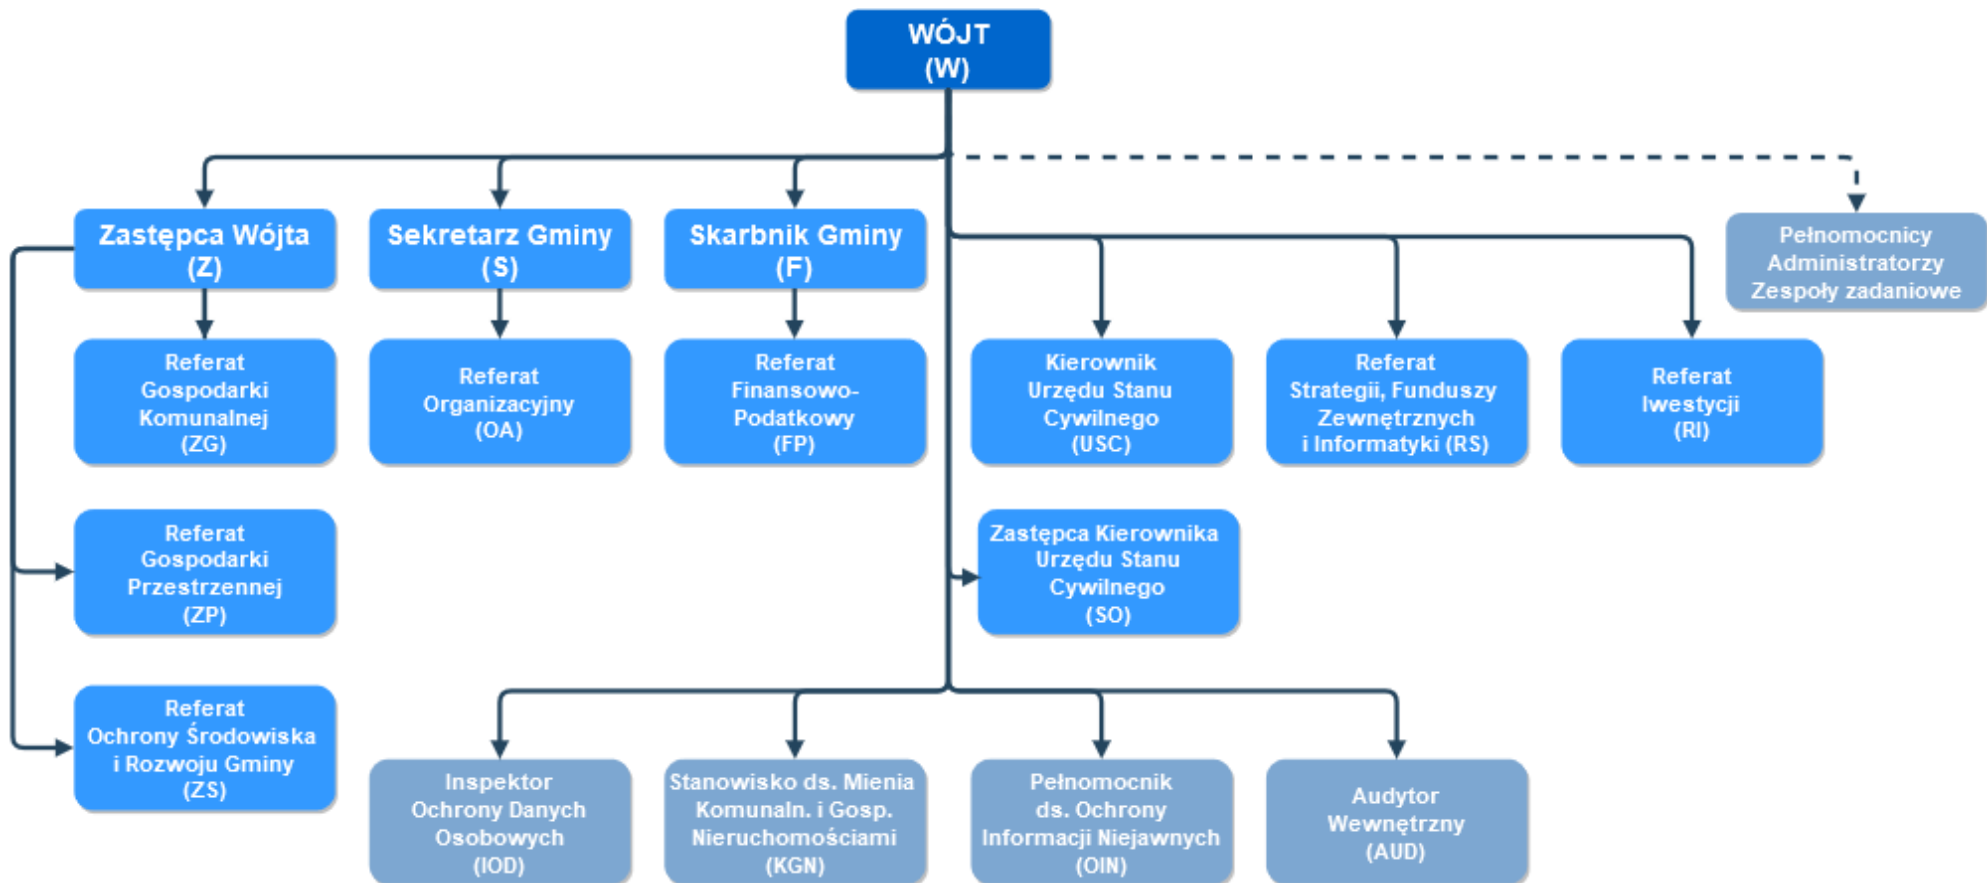 WÓJT
(W)
Zastępca Wójta
(Z)
Sekretarz Gminy
(S)
Skarbnik Gminy
(F)
Pełnomocnicy
Administratorzy
Zespoły zadaniowe
Referat
Gospodarki
Komunalnej
(ZG)
Referat
Organizacyjny
(OA)
Referat
Finansowo-
Podatkowy
(FP)
Kierownik
Urzędu Stanu
Cywilnego
(USC)
Referat
Strategii, Funduszy
Zewnętrznych
i Informatyki (RS)
Referat
Iwestycji
(RI)
Referat
Gospodarki
Przestrzennej
(ZP)
Zastępca Kierownika
Urzędu Stanu
Cywilnego
(SO)
Referat
Ochrony Środowiska
i Rozwoju Gminy
(ZS)
Inspektor
Ochrony Danych
Osobowych
(IOD)
Stanowisko ds. Mienia
Komunaln. i Gosp.
Nieruchomościami
(KGN)
Pełnomocnik
ds. Ochrony
Informacji Niejawnych
(OIN)
Audytor
Wewnętrzny
(AUD)